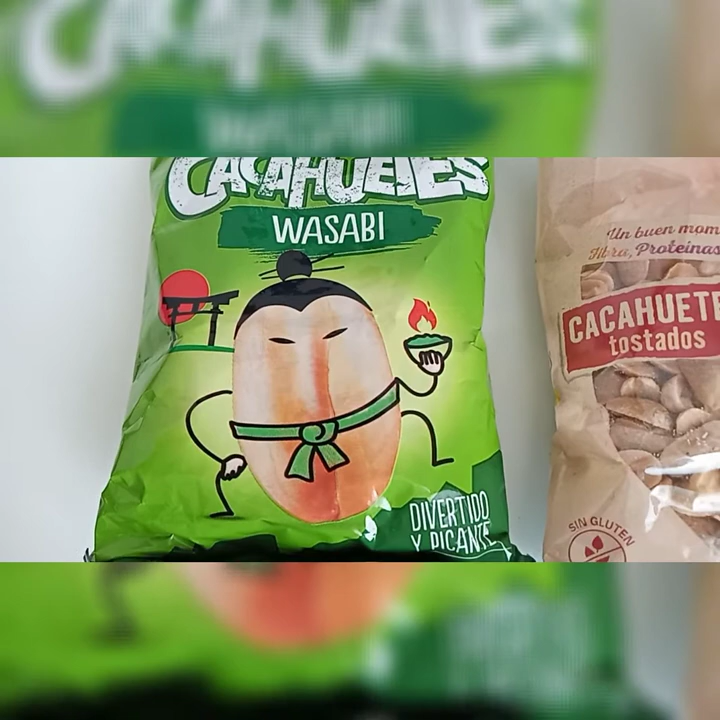 CACAHUETES
WASABI
DIVERTIDO
Y PICANTE
Un buen mom
Fibra, Proteínas
CACAHUETE
tostados
SIN GLUTEN